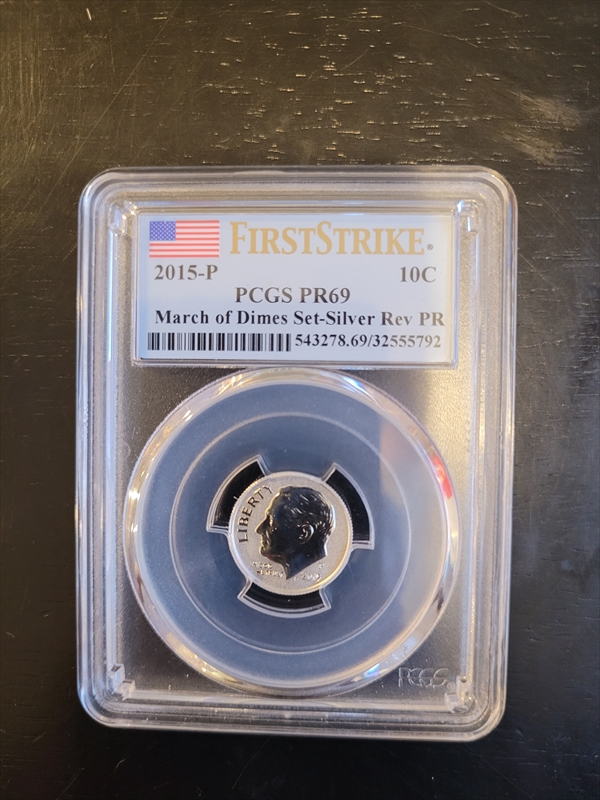 FIRSTSTRIKE®
2015-P 10C
PCGS PR69
March of Dimes Set-Silver Rev PR
543278.69/32555792
LIBERTY
PCGS